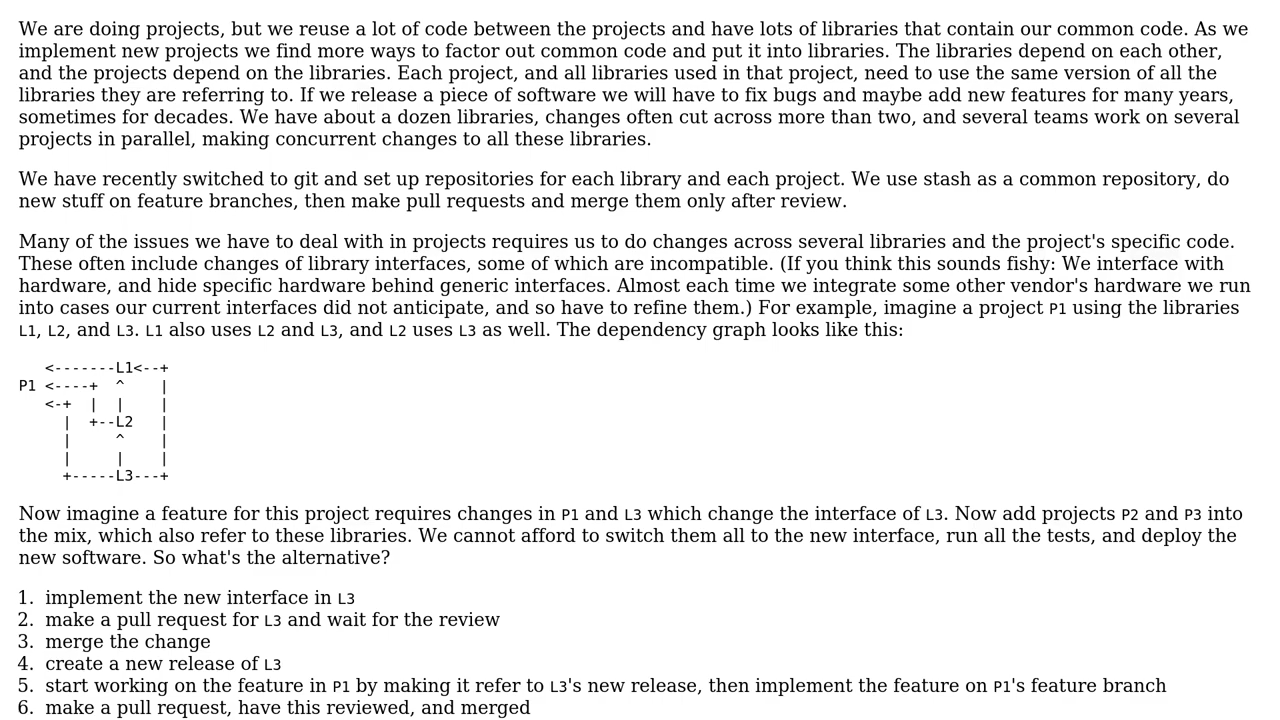 We are doing projects, but we reuse a lot of code between the projects and have lots of libraries that contain our common code. As we
implement new projects we find more ways to factor out common code and put it into libraries. The libraries depend on each other,
and the projects depend on the libraries. Each project, and all libraries used in that project, need to use the same version of all the
libraries they are referring to. If we release a piece of software we will have to fix bugs and maybe add new features for many years,
sometimes for decades. We have about a dozen libraries, changes often cut across more than two, and several teams work on several
projects in parallel, making concurrent changes to all these libraries.
We have recently switched to git and set up repositories for each library and each project. We use stash as a common repository, do
new stuff on feature branches, then make pull requests and merge them only after review.
Many of the issues we have to deal with in projects requires us to do changes across several libraries and the project's specific code.
These often include changes of library interfaces, some of which are incompatible. (If you think this sounds fishy: We interface with
hardware, and hide specific hardware behind generic interfaces. Almost each time we integrate some other vendor's hardware we run
into cases our current interfaces did not anticipate, and so have to refine them.) For example, imagine a project P1 using the libraries
L1, L2, and L3. L1 also uses L2 and L3, and L2 uses L3 as well. The dependency graph looks like this:
   <-------L1<--+
P1 <----+  ^    |
   <-+  |  |    |
     |  +--L2   |
     |     ^    |
     |     |    |
     +-----L3---+
Now imagine a feature for this project requires changes in P1 and L3 which change the interface of L3. Now add projects P2 and P3 into
the mix, which also refer to these libraries. We cannot afford to switch them all to the new interface, run all the tests, and deploy the
new software. So what's the alternative?
1. implement the new interface in L3
2. make a pull request for L3 and wait for the review
3. merge the change
4. create a new release of L3
5. start working on the feature in P1 by making it refer to L3's new release, then implement the feature on P1's feature branch
6. make a pull request, have this reviewed, and merged